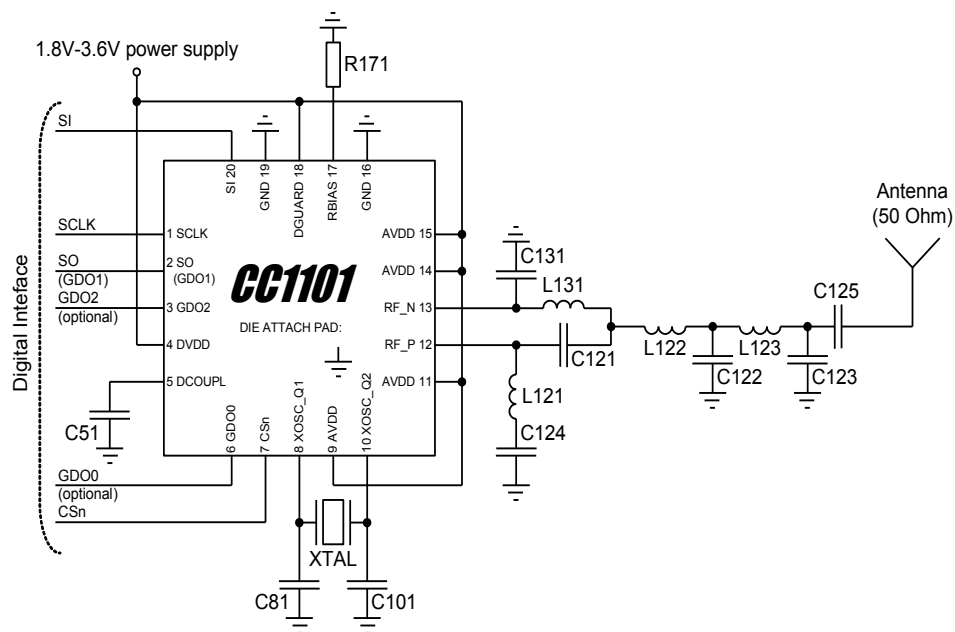 1.8V-3.6V power supply
R171
SI
SI 20
GND 19
DGUARD 18
RBIAS 17
GND 16
Antenna
(50 Ohm)
SCLK
1 SCLK
AVDD 15
SO
(GDO1)
2 SO
(GDO1)
AVDD 14
C131
L131
CC1101
GDO2
(optional)
3 GDO2
RF_N 13
C125
DIE ATTACH PAD:
4 DVDD
RF_P 12
C121
L122
L123
C122
C123
Digital Inteface
5 DCOUPL
AVDD 11
L121
C51
6 GDO0
7 CSn
8 XOSC_Q1
9 AVDD
10 XOSC_Q2
C124
GDO0
(optional)
CSn
XTAL
C81
C101